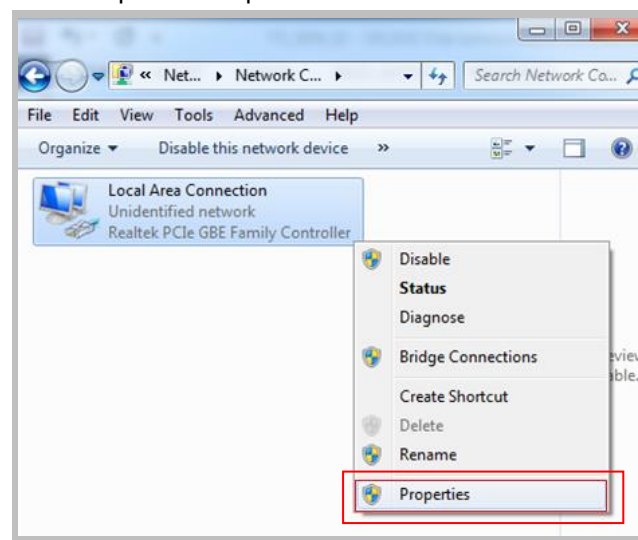 « Net... Network C... Search Network Co...
File Edit View Tools Advanced Help
Organize Disable this network device »
Local Area Connection
Unidentified network
Realtek PCIe GBE Family Controller
Disable
Status
Diagnose
Bridge Connections
Create Shortcut
Delete
Rename
Properties